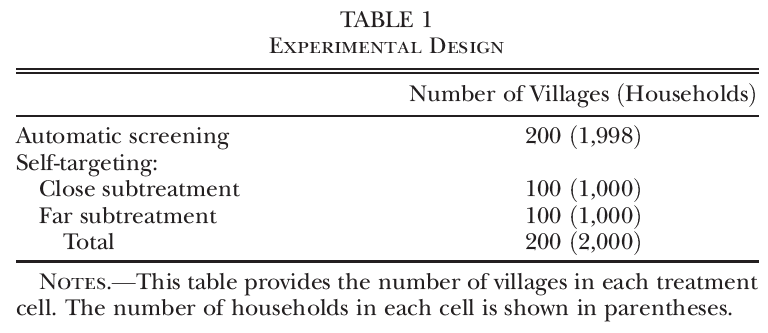 TABLE 1
Experimental Design
Number of Villages (Households)
Automatic screening 200 (1,998)
Self-targeting:
Close subtreatment 100 (1,000)
Far subtreatment 100 (1,000)
Total 200 (2,000)
Notes.—This table provides the number of villages in each treatment
cell. The number of households in each cell is shown in parentheses.